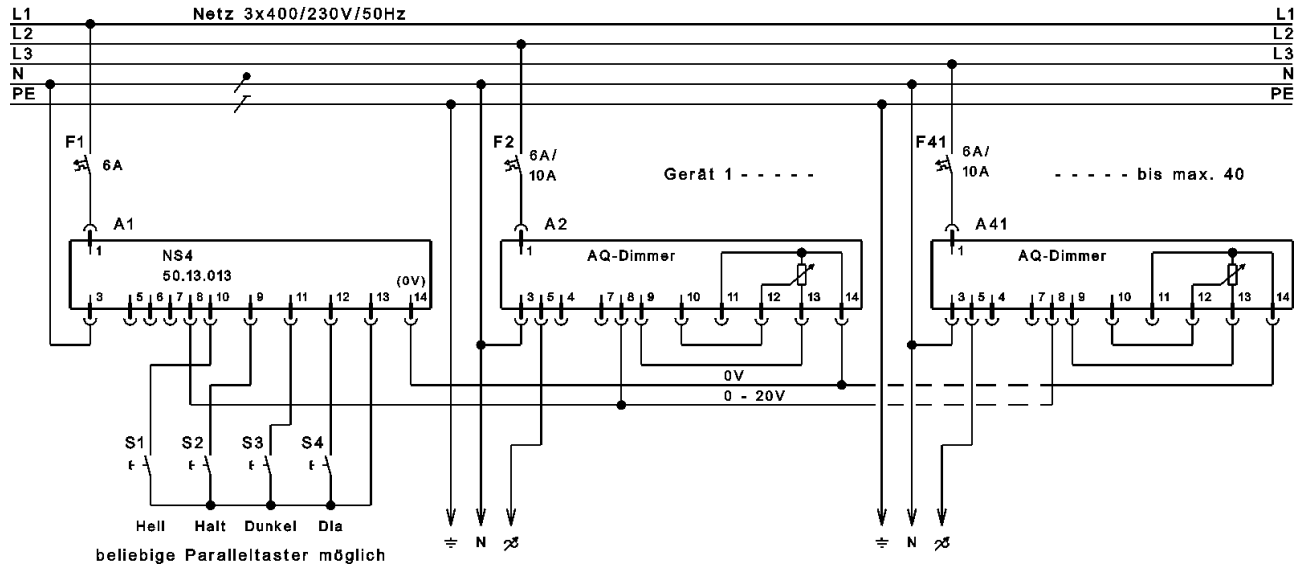 L1 Netz 3x400/230V/50Hz L1
L2 L2
L3 L3
N N
PE PE
F1 6A
F2 6A/
10A
Gerät 1 - - - - -
F41 6A/
10A
- - - - - bis max. 40
A1 A2 A41
1 NS4
50.13.013
(0V)
3 5 6 7 8 10 9 11 12 13 14
1 AQ-Dimmer
3 5 4 7 8 9 10 11 12 13 14
1 AQ-Dimmer
3 5 4 7 8 9 10 11 12 13 14
0V
0 - 20V
S1 S2 S3 S4
Hell Halt Dunkel Dia
N N
beliebige Paralleltaster möglich